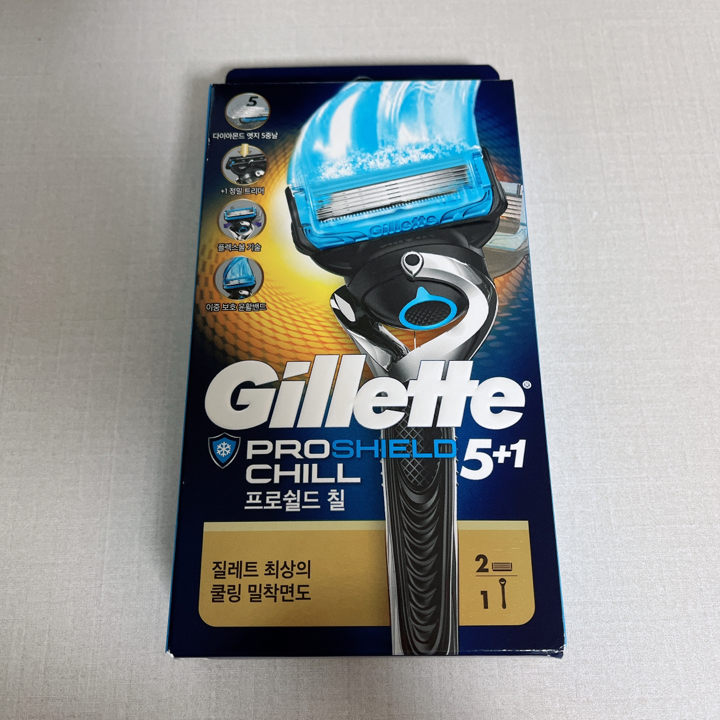 5
다이아몬드 엣지 5중날
+1 정밀 트리머
플렉스볼 기술
이중 보호 윤활밴드
Gillette
Gillette®
PROSHIELD
CHILL
5+1
프로쉴드 칠
질레트 최상의
쿨링 밀착면도
2
1